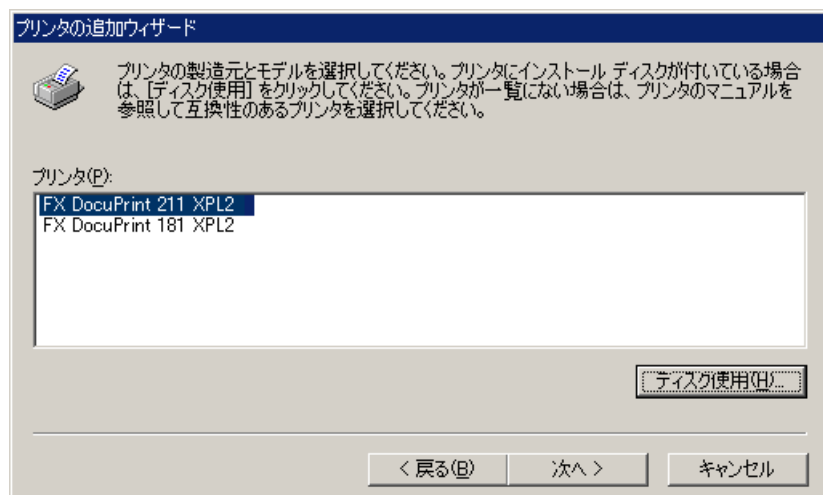 プリンタの追加ウィザード
プリンタの製造元とモデルを選択してください。プリンタにインストール ディスクが付いている場合
は、[ディスク使用] をクリックしてください。プリンタが一覧にない場合は、プリンタのマニュアルを
参照して互換性のあるプリンタを選択してください。
プリンタ(P):
FX DocuPrint 211 XPL2
FX DocuPrint 181 XPL2
ディスク使用(H)...
< 戻る(B) 次へ > キャンセル